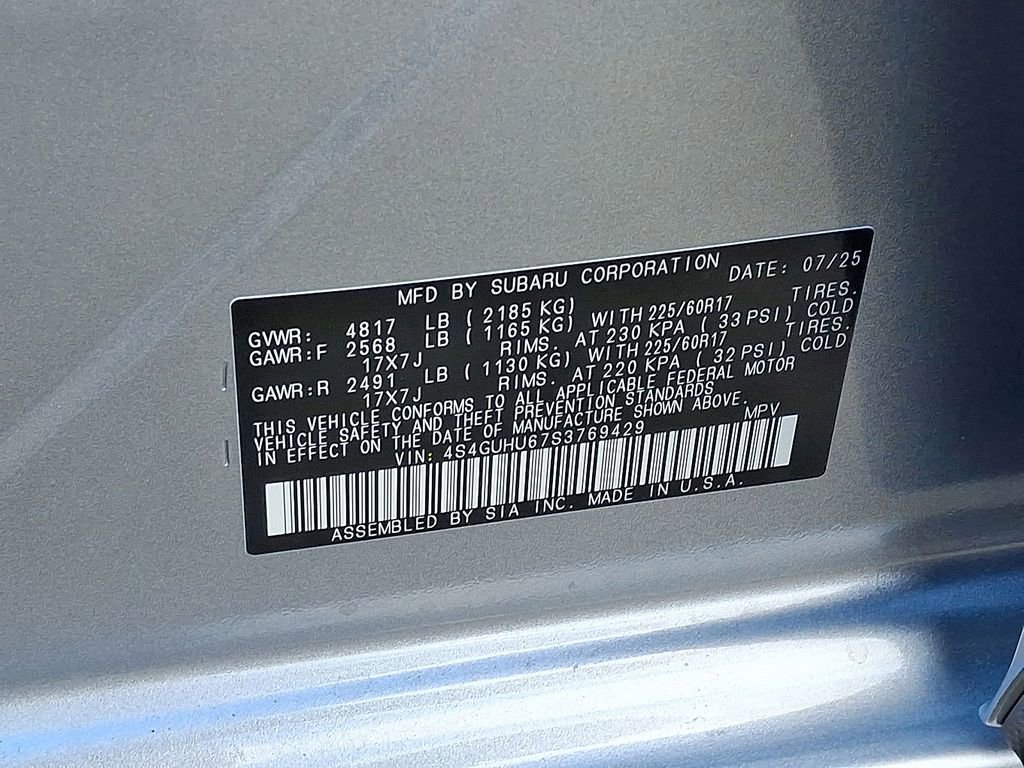 MFD BY SUBARU CORPORATION DATE: 07/25
GVWR: 4817 LB ( 2185 KG)
GAWR:F 2568 LB ( 1165 KG) WITH 225/60R17 TIRES.
17X7J RIMS. AT 230 KPA ( 33 PSI) COLD
GAWR:R 2491 LB ( 1130 KG) WITH 225/60R17 TIRES.
17X7J RIMS. AT 220 KPA ( 32 PSI) COLD
THIS VEHICLE CONFORMS TO ALL APPLICABLE FEDERAL MOTOR
VEHICLE SAFETY AND THEFT PREVENTION STANDARDS
IN EFFECT ON THE DATE OF MANUFACTURE SHOWN ABOVE.
VIN: 4S4GUHU67S3769429 MPV
ASSEMBLED BY SIA INC. MADE IN U.S.A.